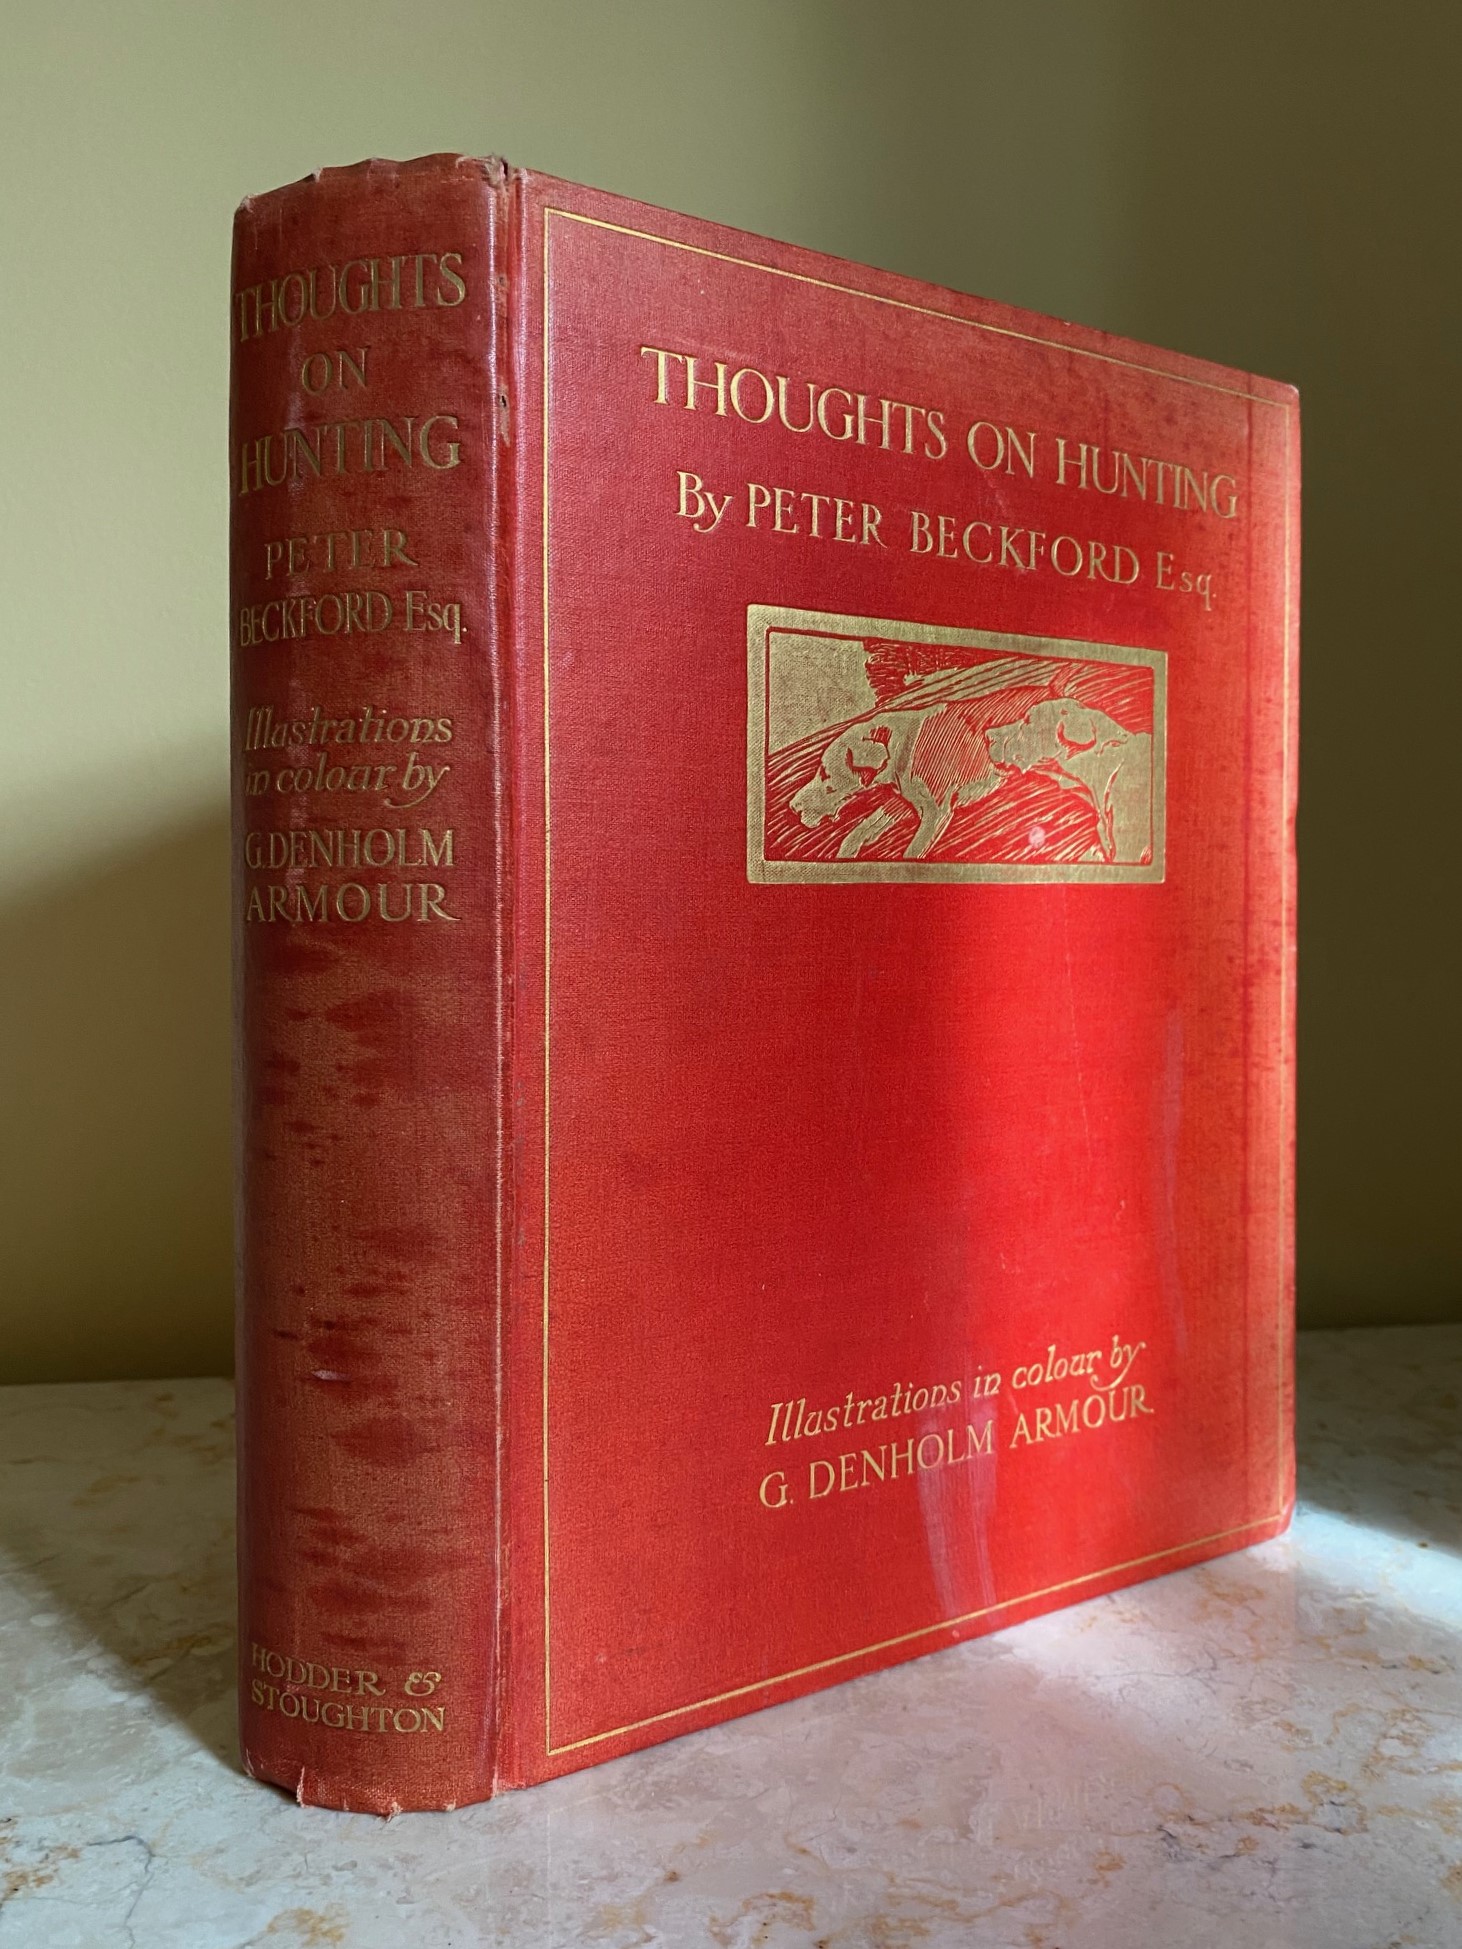 THOUGHTS
ON
HUNTING
PETER
BECKFORD Esq.
Illustrations
in colour by
G. DENHOLM
ARMOUR
HODDER &
STOUGHTON
THOUGHTS ON HUNTING
By PETER BECKFORD Esq.
Illustrations in colour by
G. DENHOLM ARMOUR